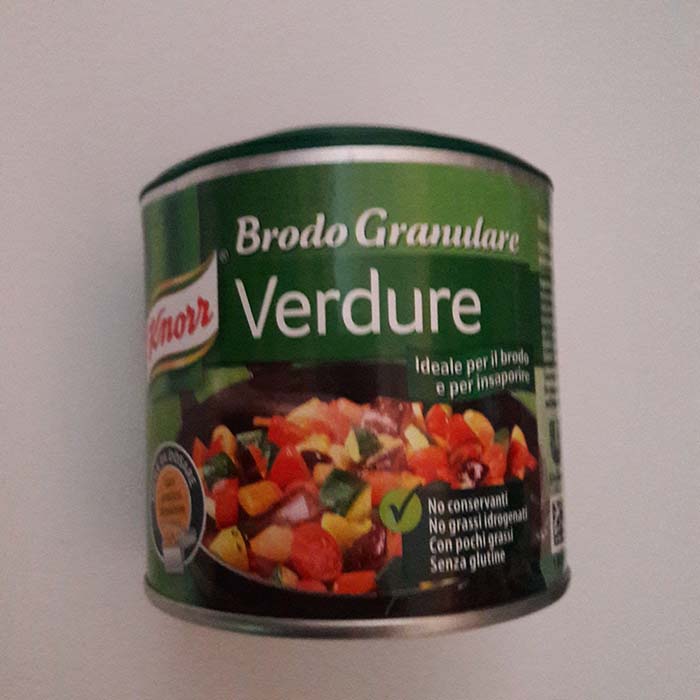 Brodo Granulare
Verdure
Knorr
®
Ideale per il brodo
e per insaporire
No conservanti
No grassi idrogenati
Con pochi grassi
Senza glutine
DOSARE